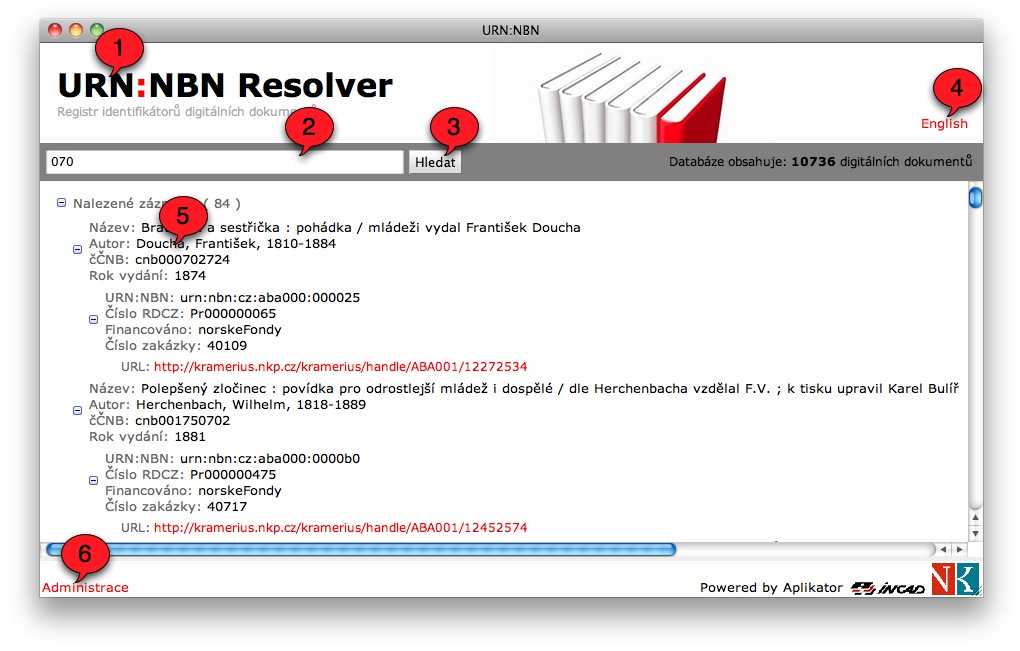 URN:NBN
1
URN:NBN Resolver
4
Registr identifikátorů digitálních
English
2
3
070
Hledat
Databáze obsahuje: 10736 digitálních dokumentů
Nalezené ( 84 )
5
Název: a sestřička : pohádka / mládeži vydal František Doucha
Autor: Doucha, František, 1810-1884
čČNB: cnb000702724
Rok vydání: 1874
URN:NBN: urn:nbn:cz:aba000:000025
Číslo RDCZ: Pr000000065
Financováno: norskeFondy
Číslo zakázky: 40109
URL: http://kramerius.nkp.cz/kramerius/handle/ABA001/12272534
Název: Polepšený zločinec : povídka pro odrostlejší mládež i dospělé / dle Herchenbacha vzdělal F.V. ; k tisku upravil Karel Bulíř
Autor: Herchenbach, Wilhelm, 1818-1889
čČNB: cnb001750702
Rok vydání: 1881
URN:NBN: urn:nbn:cz:aba000:0000b0
Číslo RDCZ: Pr000000475
Financováno: norskeFondy
Číslo zakázky: 40717
URL: http://kramerius.nkp.cz/kramerius/handle/ABA001/12452574
6
Administrace
Powered by Aplikator INCAD NK